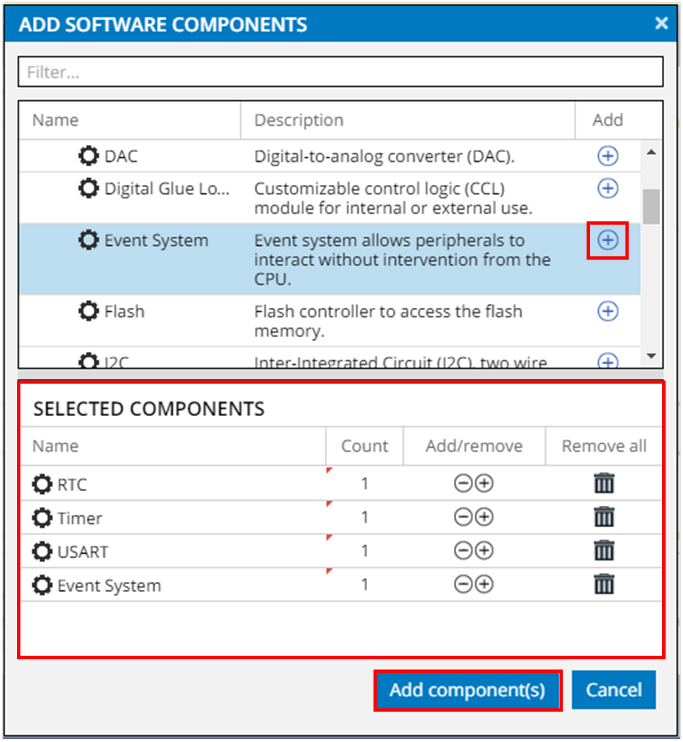 ADD SOFTWARE COMPONENTS
Filter...
Name Description Add
DAC Digital-to-analog converter (DAC).
Digital Glue Lo... Customizable control logic (CCL)
module for internal or external use.
Event System Event system allows peripherals to
interact without intervention from the
CPU.
Flash Flash controller to access the flash
memory.
I2C Inter-Integrated Circuit (I2C), two wire
SELECTED COMPONENTS
Name Count Add/remove Remove all
RTC 1
Timer 1
USART 1
Event System 1
Add component(s) Cancel